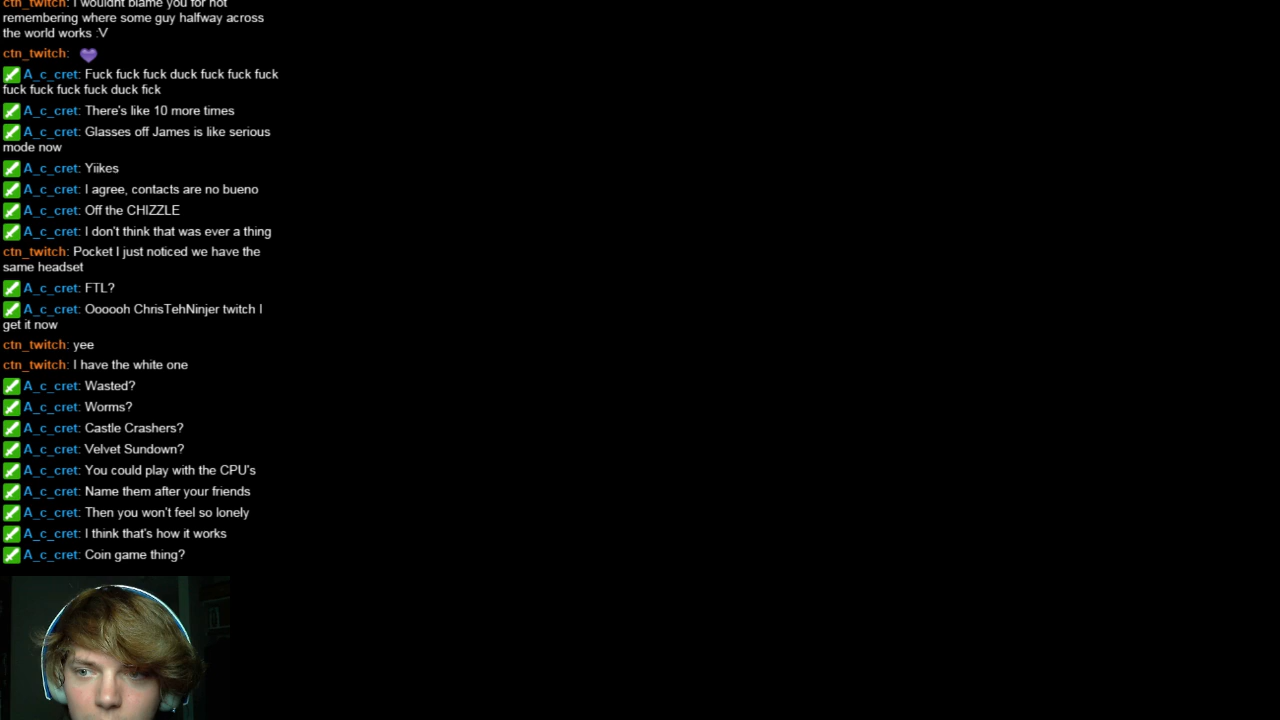 ctn_twitch: I wouldnt blame you for not
remembering where some guy halfway across
the world works :V
ctn_twitch:
A_c_cret: Fuck fuck fuck duck fuck fuck fuck
fuck fuck fuck fuck duck fick
A_c_cret: There's like 10 more times
A_c_cret: Glasses off James is like serious
mode now
A_c_cret: Yiikes
A_c_cret: I agree, contacts are no bueno
A_c_cret: Off the CHIZZLE
A_c_cret: I don't think that was ever a thing
ctn_twitch: Pocket I just noticed we have the
same headset
A_c_cret: FTL?
A_c_cret: Oooooh ChrisTehNinjer twitch I
get it now
ctn_twitch: yee
ctn_twitch: I have the white one
A_c_cret: Wasted?
A_c_cret: Worms?
A_c_cret: Castle Crashers?
A_c_cret: Velvet Sundown?
A_c_cret: You could play with the CPU's
A_c_cret: Name them after your friends
A_c_cret: Then you won't feel so lonely
A_c_cret: I think that's how it works
A_c_cret: Coin game thing?